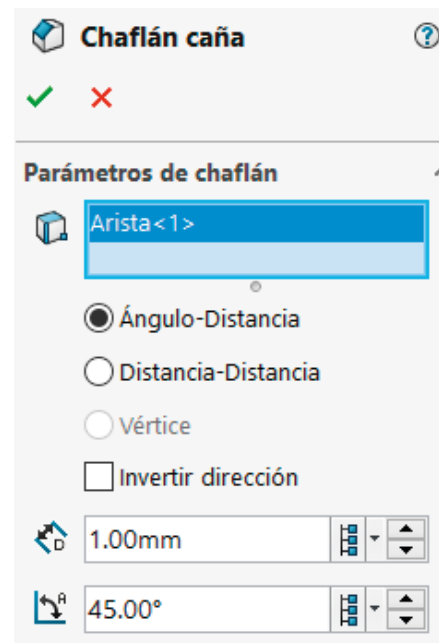 Chaflán caña
Parámetros de chaflán
Arista<1>
Ángulo-Distancia
Distancia-Distancia
Vértice
Invertir dirección
D
1.00mm
A
45.00°